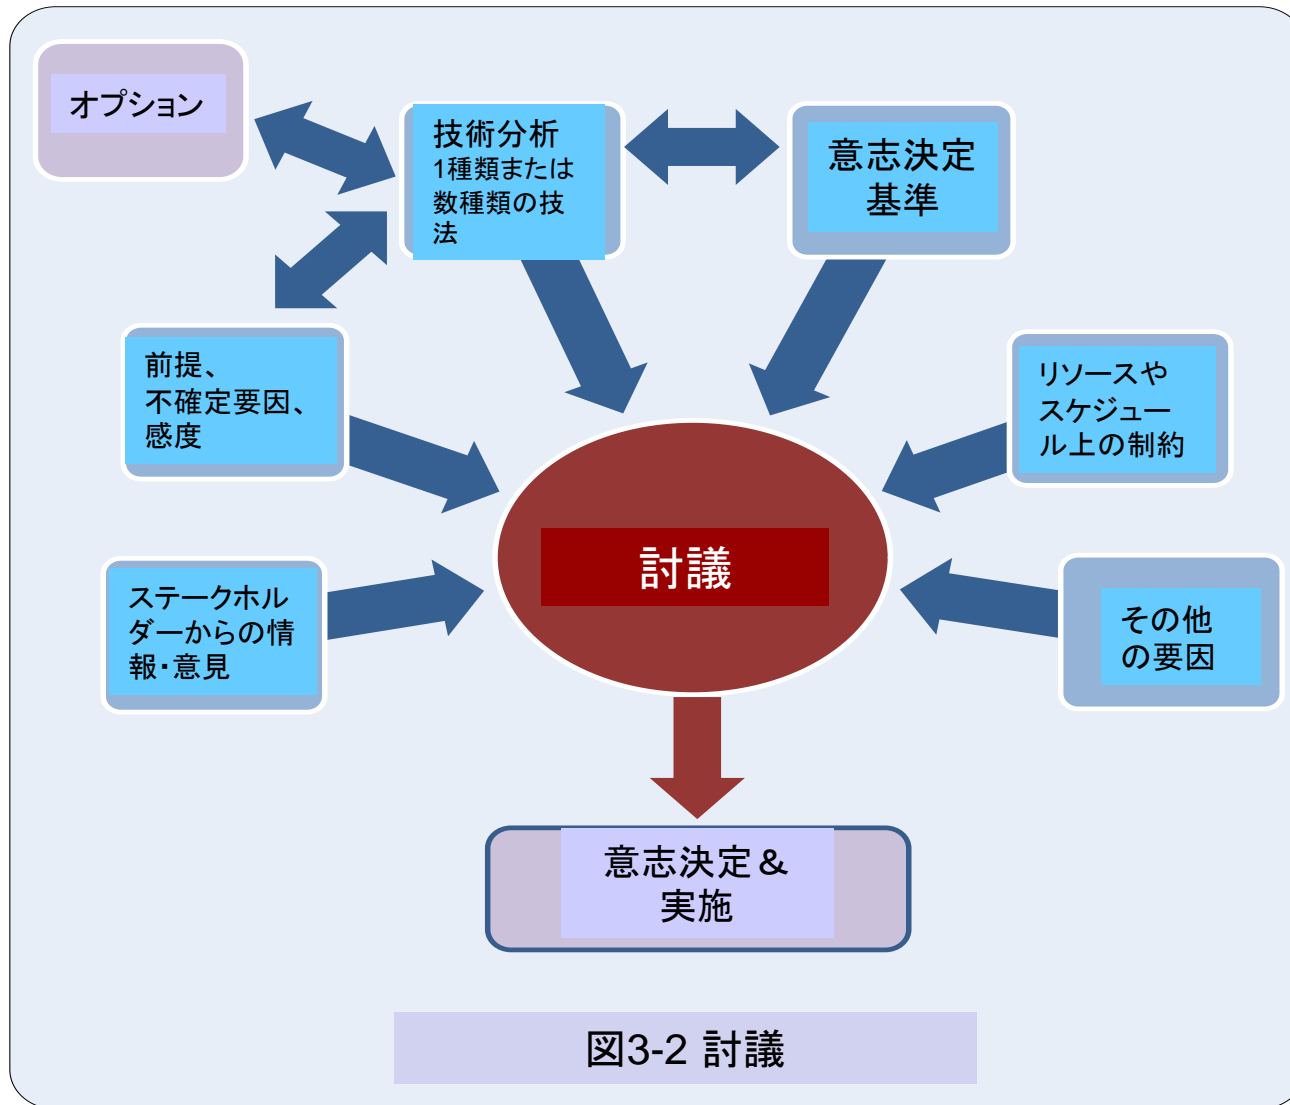 オプション
技術分析
1種類または
数種類の技
法
意志決定
基準
前提、
不確定要因、
感度
リソースや
スケジュー
ル上の制約
討議
ステークホル
ダーからの情
報・意見
その他
の要因
意志決定&
実施
図3-2 討議